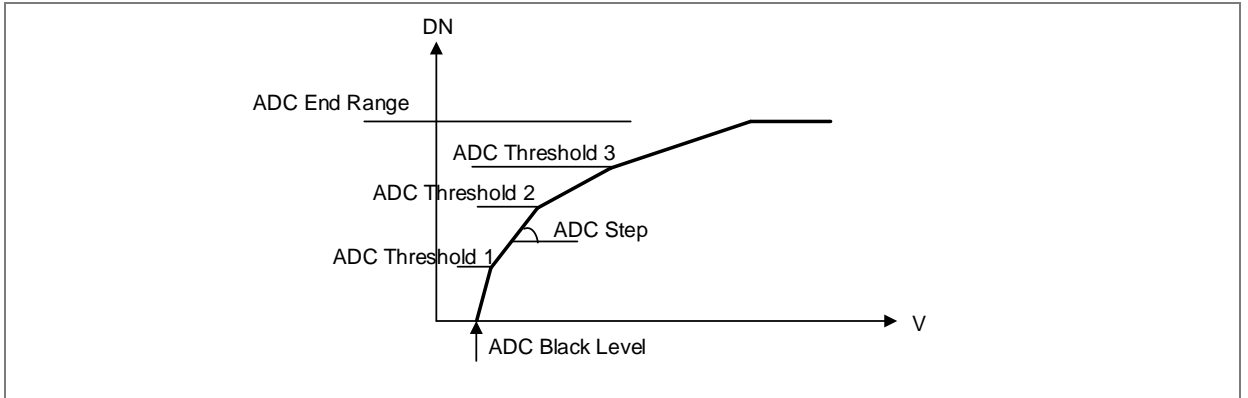 DN
ADC End Range
ADC Threshold 3
ADC Threshold 2
ADC Step
ADC Threshold 1
V
ADC Black Level